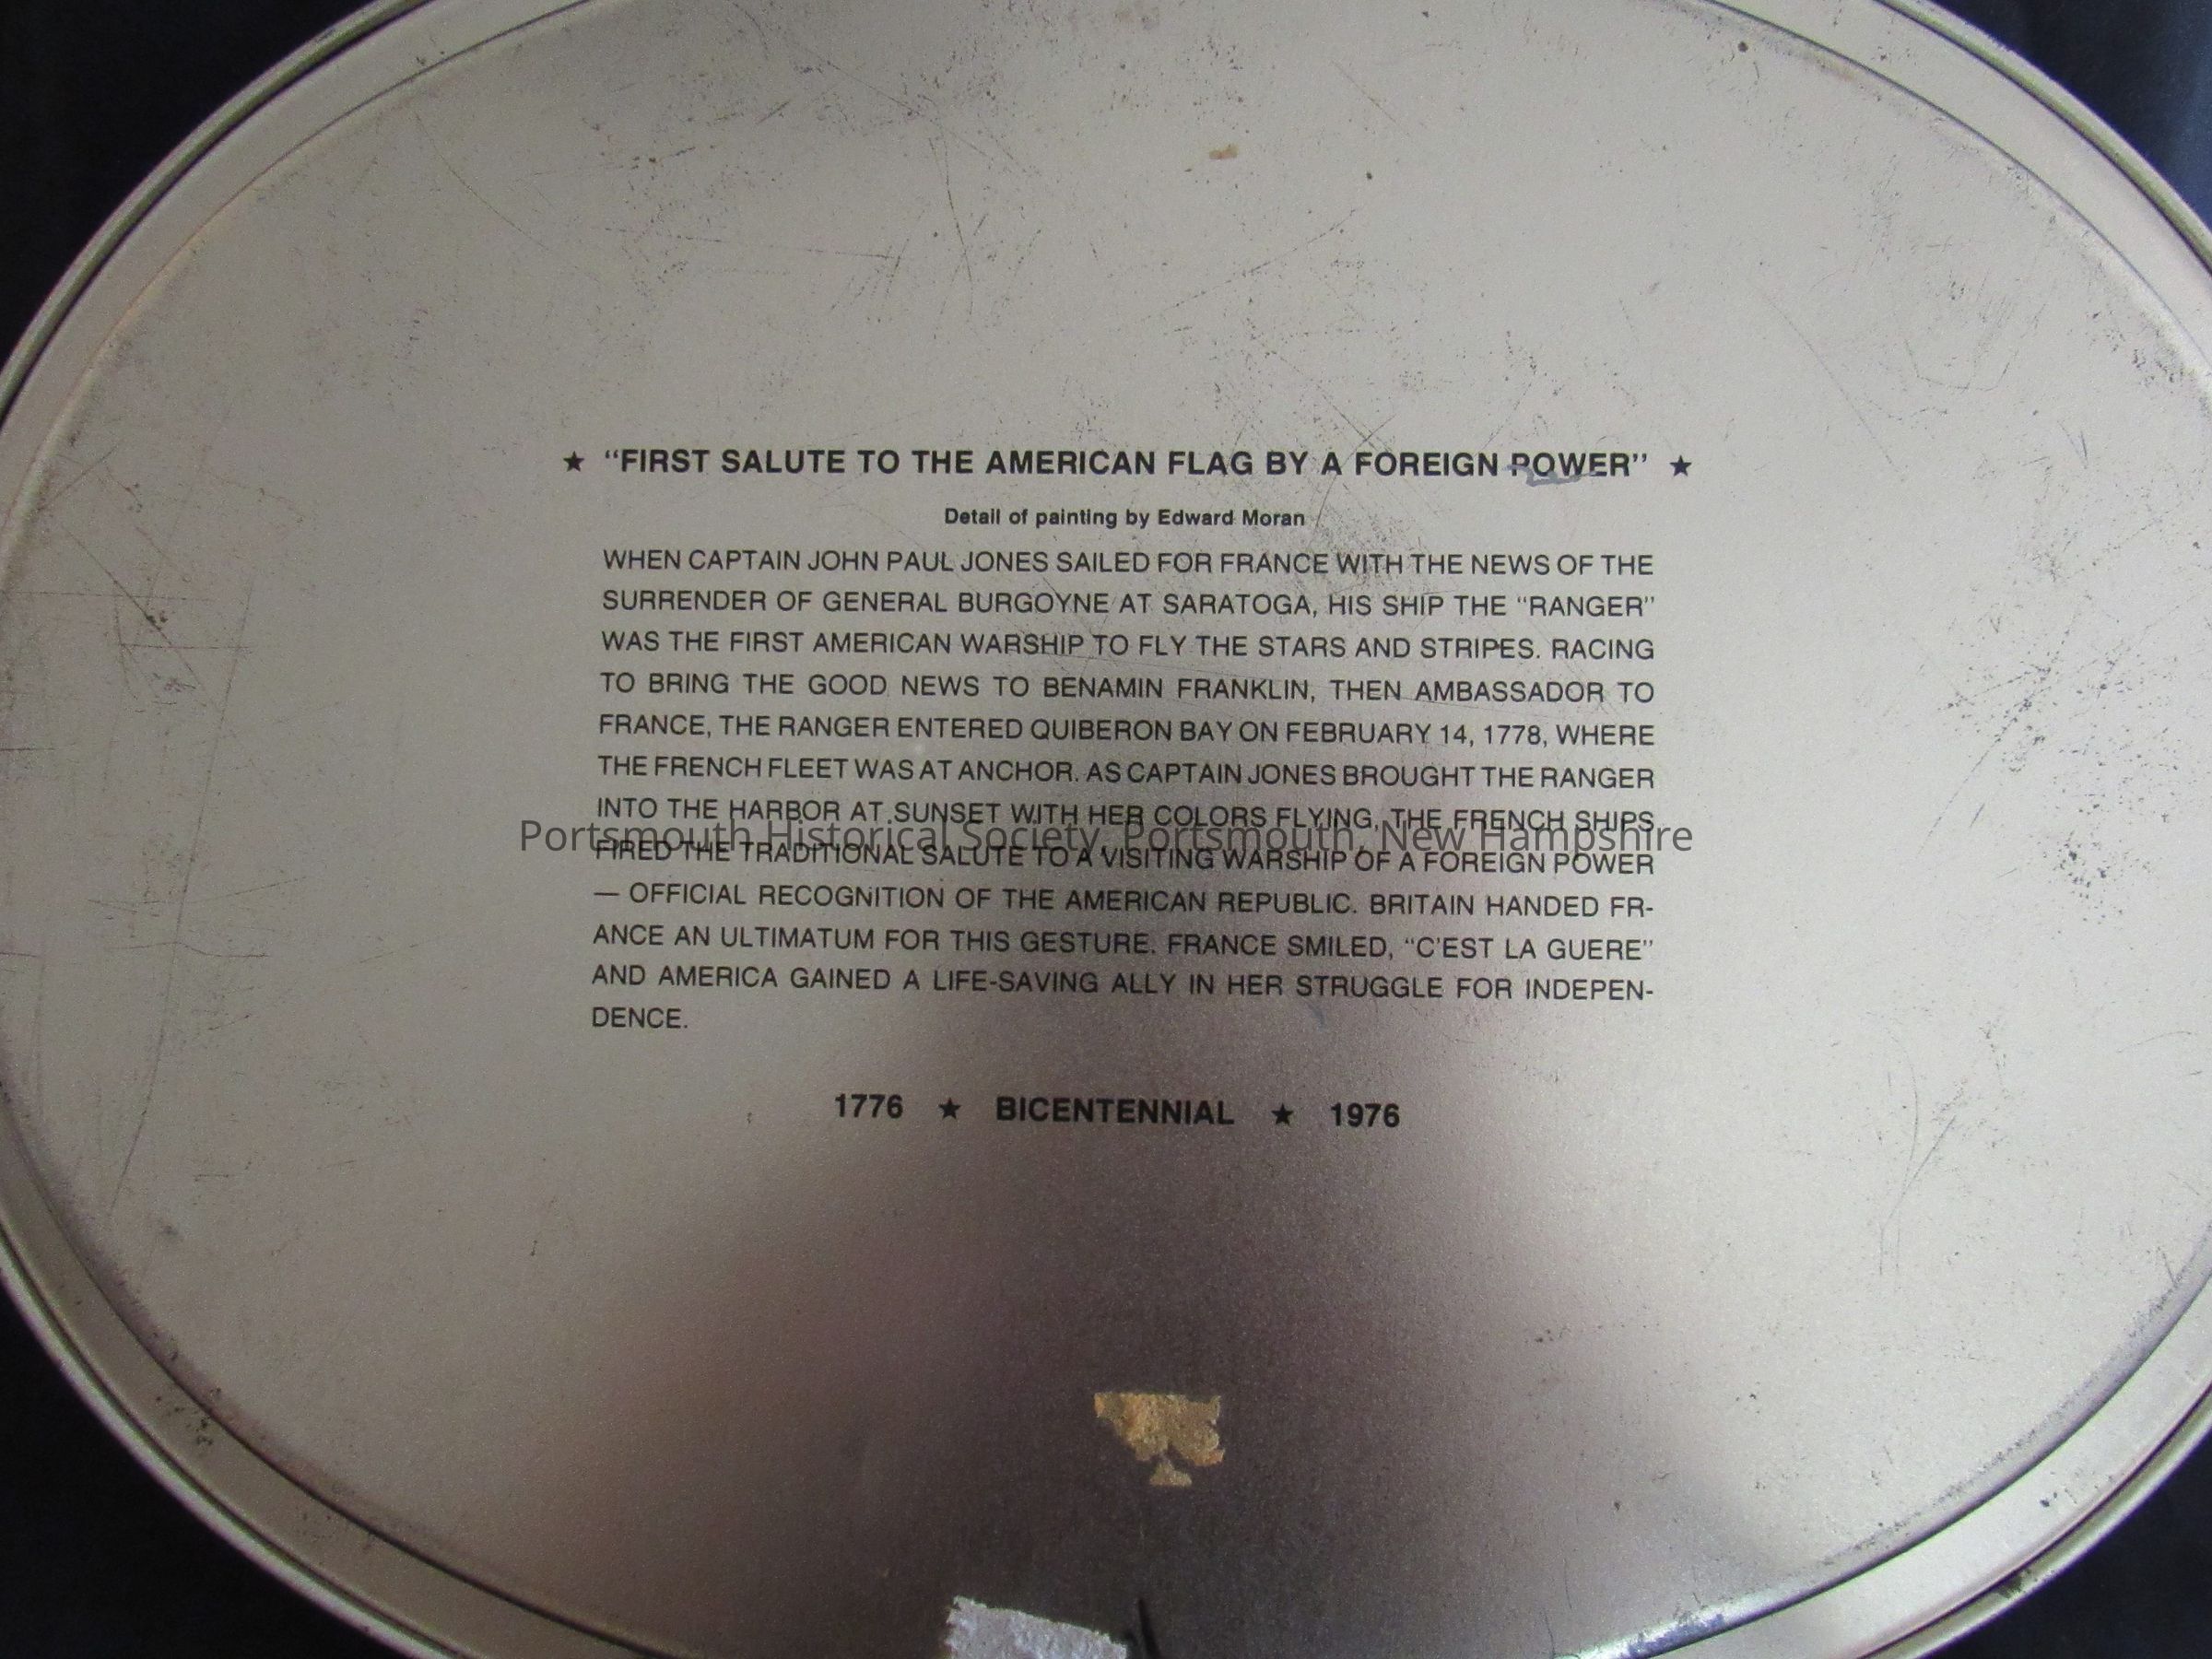 ★ "FIRST SALUTE TO THE AMERICAN FLAG BY A FOREIGN POWER" ★
Detail of painting by Edward Moran
WHEN CAPTAIN JOHN PAUL JONES SAILED FOR FRANCE WITH THE NEWS OF THE
SURRENDER OF GENERAL BURGOYNE AT SARATOGA, HIS SHIP THE "RANGER"
WAS THE FIRST AMERICAN WARSHIP TO FLY THE STARS AND STRIPES. RACING
TO BRING THE GOOD NEWS TO BENAMIN FRANKLIN, THEN AMBASSADOR TO
FRANCE, THE RANGER ENTERED QUIBERON BAY ON FEBRUARY 14, 1778, WHERE
THE FRENCH FLEET WAS AT ANCHOR. AS CAPTAIN JONES BROUGHT THE RANGER
INTO THE HARBOR AT SUNSET WITH HER COLORS FLYING, THE FRENCH SHIPS
Portsmouth Historical Society, Portsmouth, New Hampshire
FIRED THE TRADITIONAL SALUTE TO A VISITING WARSHIP OF A FOREIGN POWER
— OFFICIAL RECOGNITION OF THE AMERICAN REPUBLIC. BRITAIN HANDED FR-
ANCE AN ULTIMATUM FOR THIS GESTURE. FRANCE SMILED, "C'EST LA GUERE"
AND AMERICA GAINED A LIFE-SAVING ALLY IN HER STRUGGLE FOR INDEPEN-
DENCE.
1776 ★ BICENTENNIAL ★ 1976